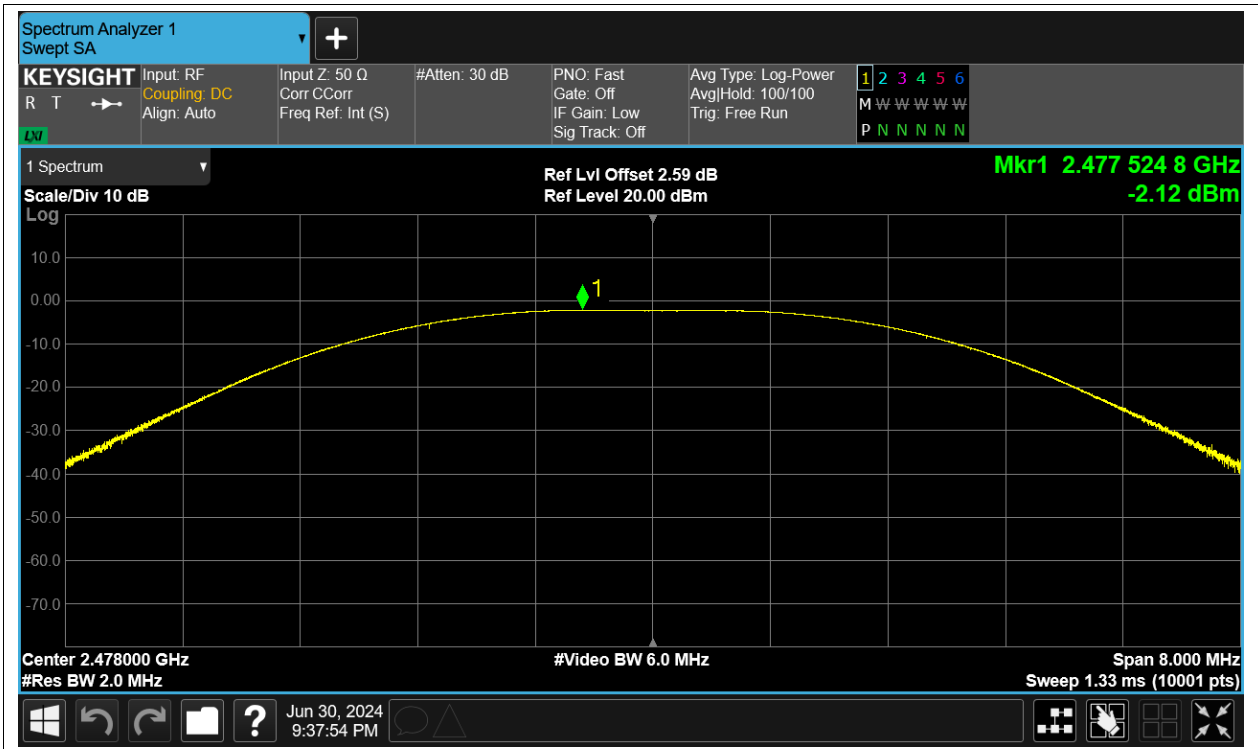 Spectrum Analyzer 1
Swept SA
KEYSIGHT
R T
LXI
Input: RF
Coupling: DC
Align: Auto
Input Z: 50 Ω
Corr CCorr
Freq Ref: Int (S)
#Atten: 30 dB
PNO: Fast
Gate: Off
IF Gain: Low
Sig Track: Off
Avg Type: Log-Power
Avg|Hold: 100/100
Trig: Free Run
1 2 3 4 5 6
M W W W W W
P N N N N N
1 Spectrum
Scale/Div 10 dB
Log
Ref Lvl Offset 2.59 dB
Ref Level 20.00 dBm
Mkr1 2.477 524 8 GHz
-2.12 dBm
10.0
0.00
-10.0
-20.0
-30.0
-40.0
-50.0
-60.0
-70.0
1
Center 2.478000 GHz
#Video BW 6.0 MHz
Span 8.000 MHz
#Res BW 2.0 MHz
Sweep 1.33 ms (10001 pts)
?
Jun 30, 2024
9:37:54 PM